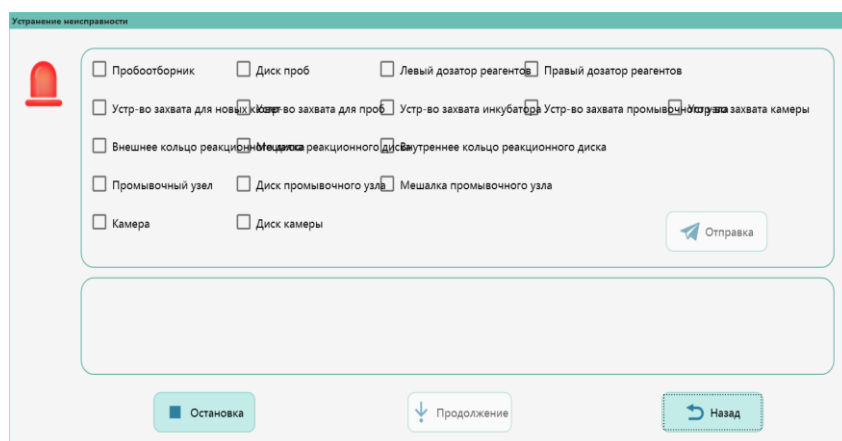 Устранение неисправности
Пробоотборник Диск проб Левый дозатор реагентов Правый дозатор реагентов
Устр-во захвата для новых кювет Устр-во захвата для проб Устр-во захвата инкубатора Устр-во захвата промывочного узла Устр-во захвата камеры
Внешнее кольцо реакционного диска Мешалка реакционного диска Внутреннее кольцо реакционного диска
Промывочный узел Диск промывочного узла Мешалка промывочного узла
Камера Диск камеры
Отправка
Остановка Продолжение Назад